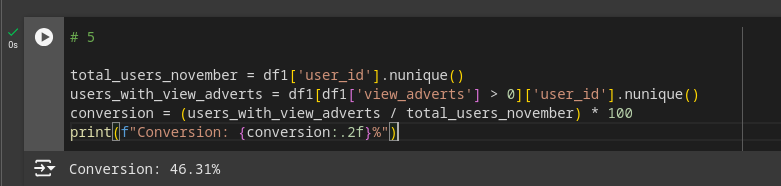 # 5
0s
total_users_november = df1['user_id'].nunique()
users_with_view_adverts = df1[df1['view_adverts'] > 0]['user_id'].nunique()
conversion = (users_with_view_adverts / total_users_november) * 100
print(f"Conversion: {conversion:.2f}%")
Conversion: 46.31%